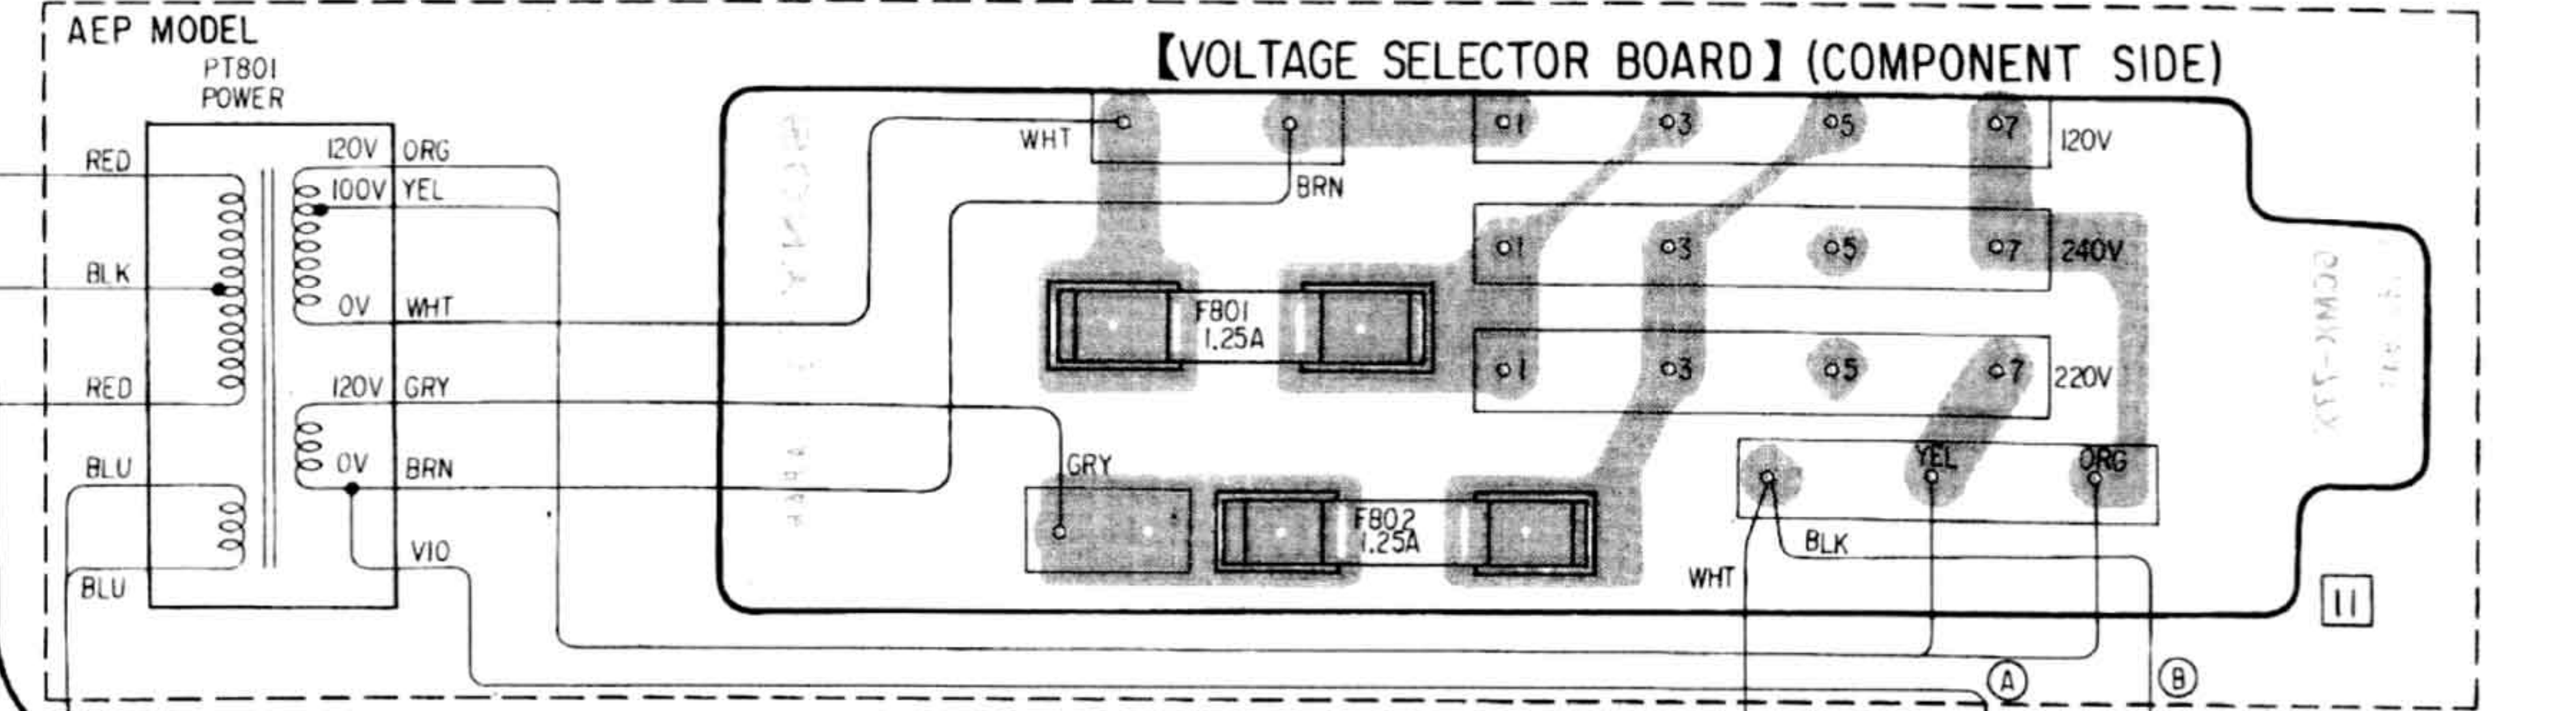 AEP MODEL
PT801
POWER
【VOLTAGE SELECTOR BOARD】(COMPONENT SIDE)
RED
120V ORG
100V YEL
BLK
0V WHT
RED
120V GRY
BLU
0V BRN
VIO
BLU
WHT
BRN
1 3 5 7 120V
1 3 5 7 240V
F801
1.25A
1 3 5 7 220V
GRY
F802
1.25A
YEL ORG
BLK
WHT
11
A B